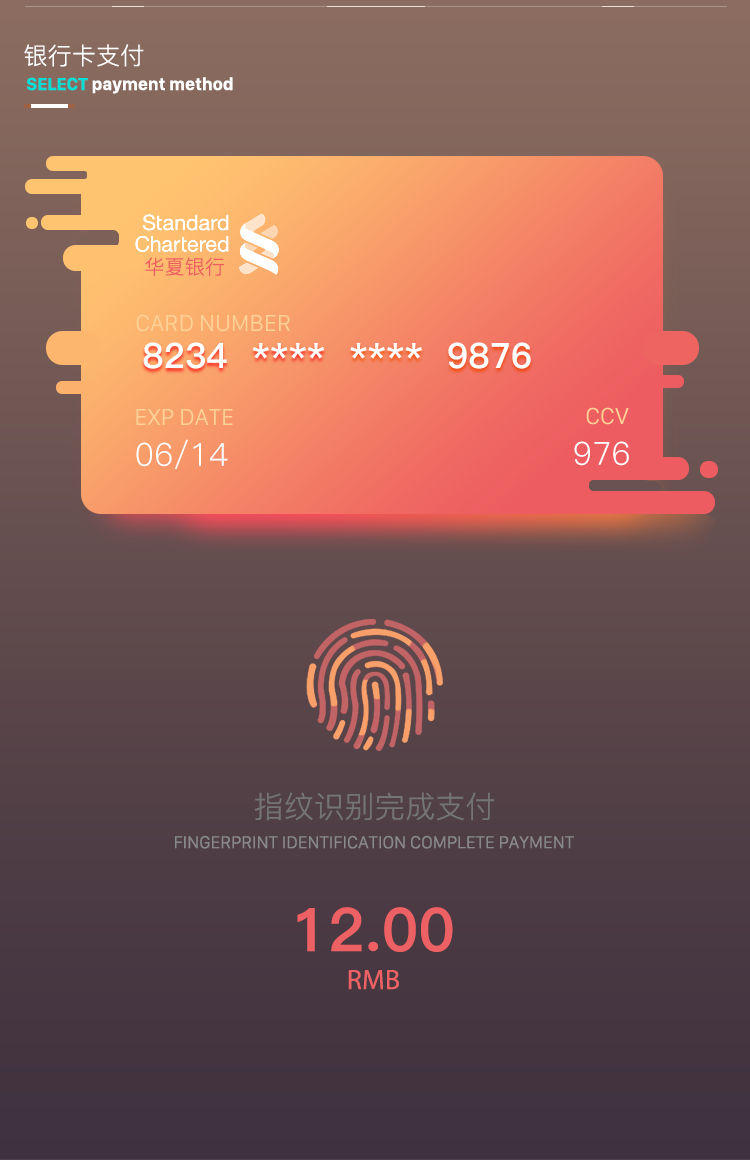 银行卡支付
SELECT payment method
Standard
Chartered
华夏银行
CARD NUMBER
8234 **** **** 9876
EXP DATE
CCV
06/14
976
指纹识别完成支付
FINGERPRINT IDENTIFICATION COMPLETE PAYMENT
12.00
RMB